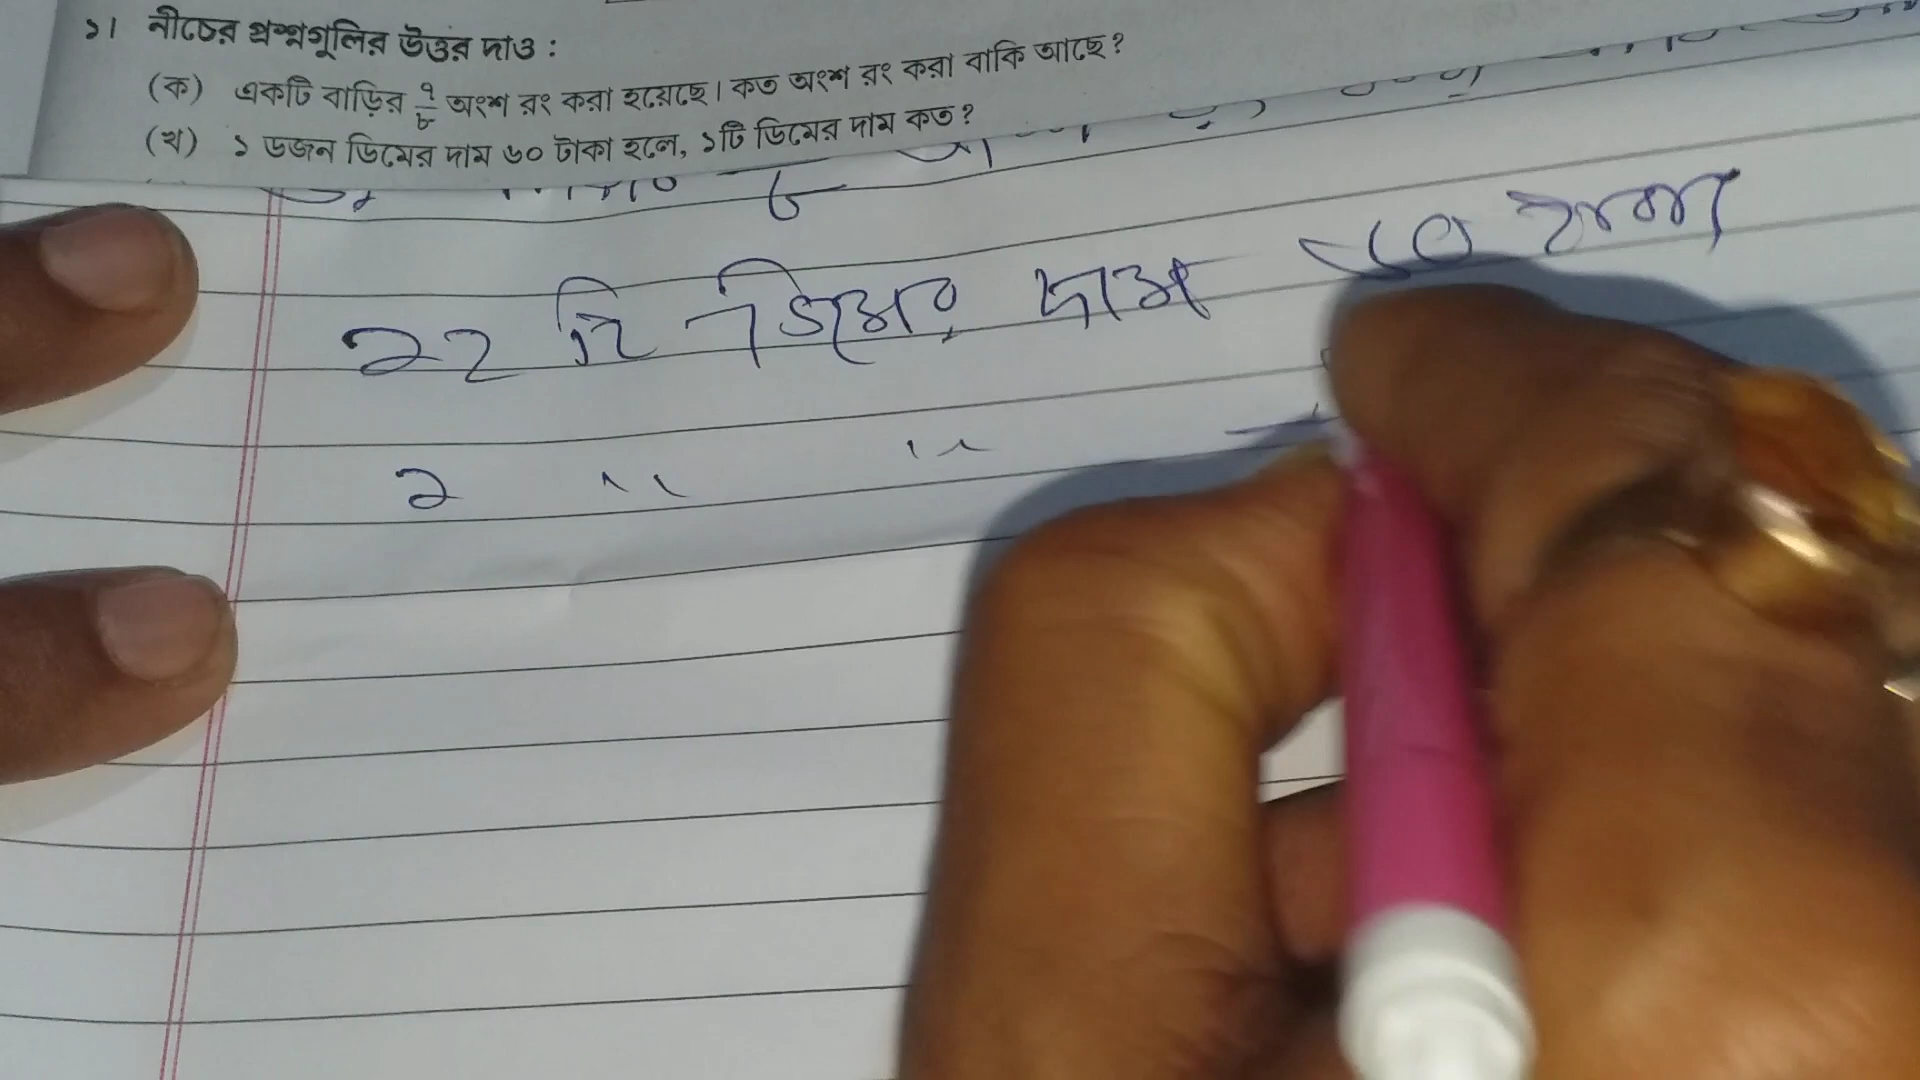 ১। নীচের প্রশ্নগুলির উত্তর দাও :
(ক) একটি বাড়ির ৭/৮ অংশ রং করা হয়েছে। কত অংশ রং করা বাকি আছে?
(খ) ১ ডজন ডিমের দাম ৬০ টাকা হলে, ১টি ডিমের দাম কত?
১২ টি ডিমের দাম ৬০ টাকা
১ " "